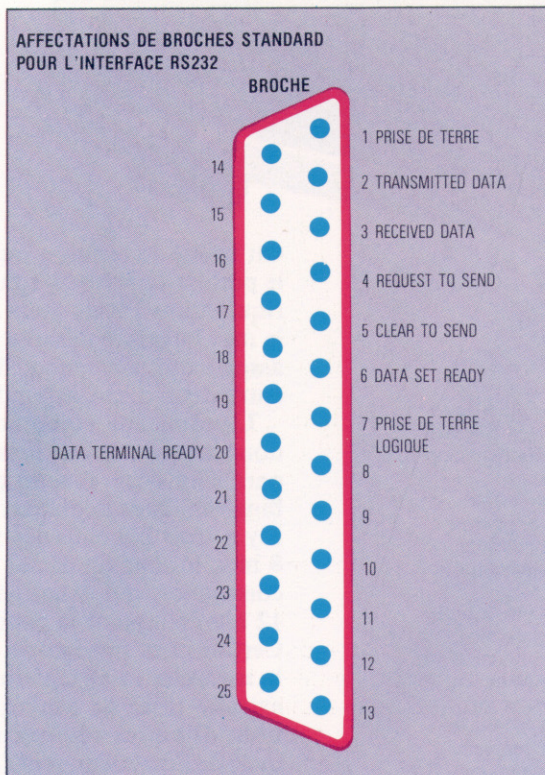 AFFECTATIONS DE BROCHES STANDARD
POUR L'INTERFACE RS232
BROCHE
1 PRISE DE TERRE
14
2 TRANSMITTED DATA
15
3 RECEIVED DATA
16
4 REQUEST TO SEND
17
5 CLEAR TO SEND
18
6 DATA SET READY
19
7 PRISE DE TERRE
LOGIQUE
DATA TERMINAL READY 20
8
21
9
22
10
23
11
24
12
25
13